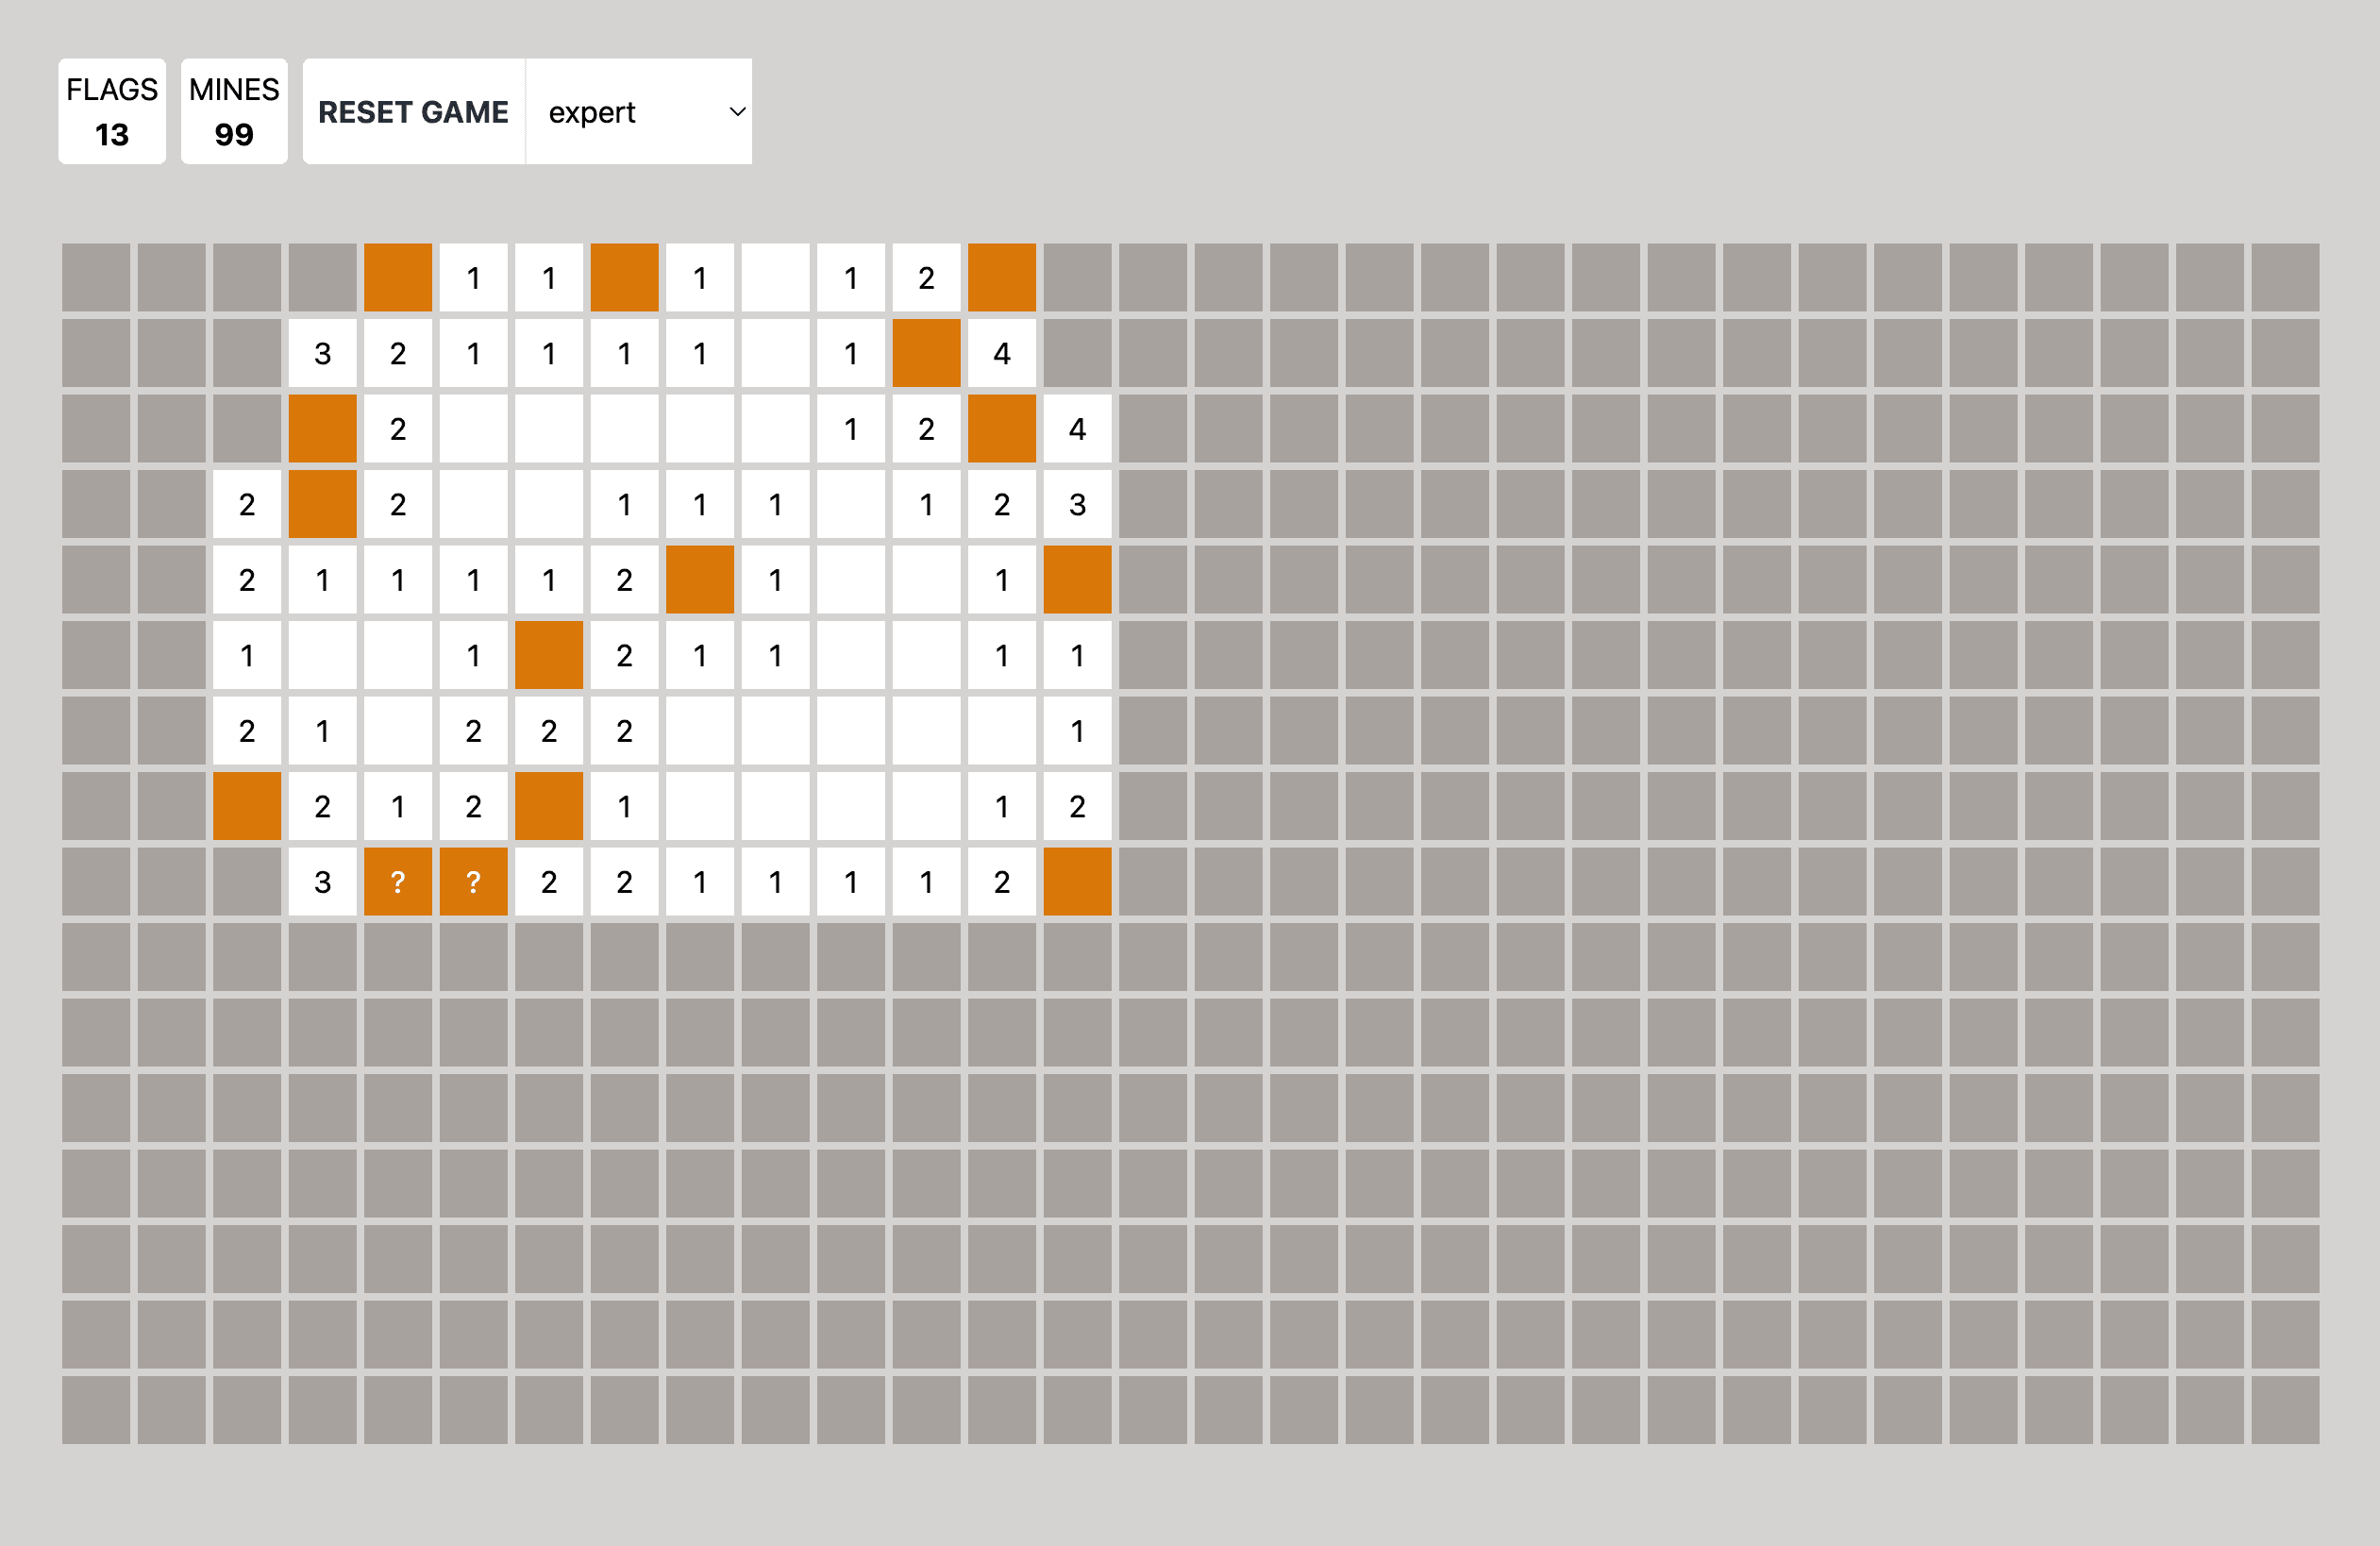 FLAGS
13
MINES
99
RESET GAME
expert
1 1 1 1 2
3 2 1 1 1 1 1 4
2 1 2 4
2 2 1 1 1 1 2 3
2 1 1 1 1 2 1 1
1 1 2 1 1 1 1
2 1 2 2 2 1
2 1 2 1 1 2
3 ? ? 2 2 1 1 1 1 2